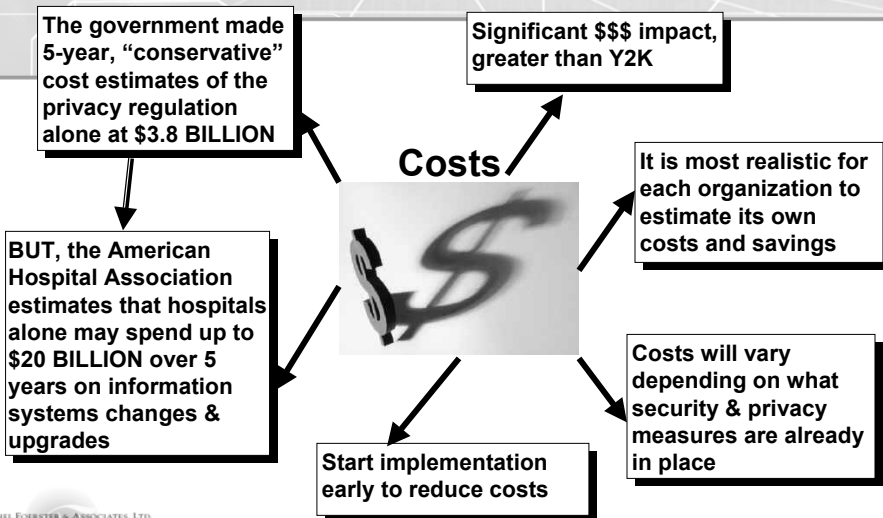 The government made
5-year, “conservative”
cost estimates of the
privacy regulation
alone at $3.8 BILLION
Significant $$$ impact,
greater than Y2K
Costs
It is most realistic for
each organization to
estimate its own
costs and savings
BUT, the American
Hospital Association
estimates that hospitals
alone may spend up to
$20 BILLION over 5
years on information
systems changes &
upgrades
Costs will vary
depending on what
security & privacy
measures are already
in place
Start implementation
early to reduce costs
FOERSTER & ASSOCIATES, LTD